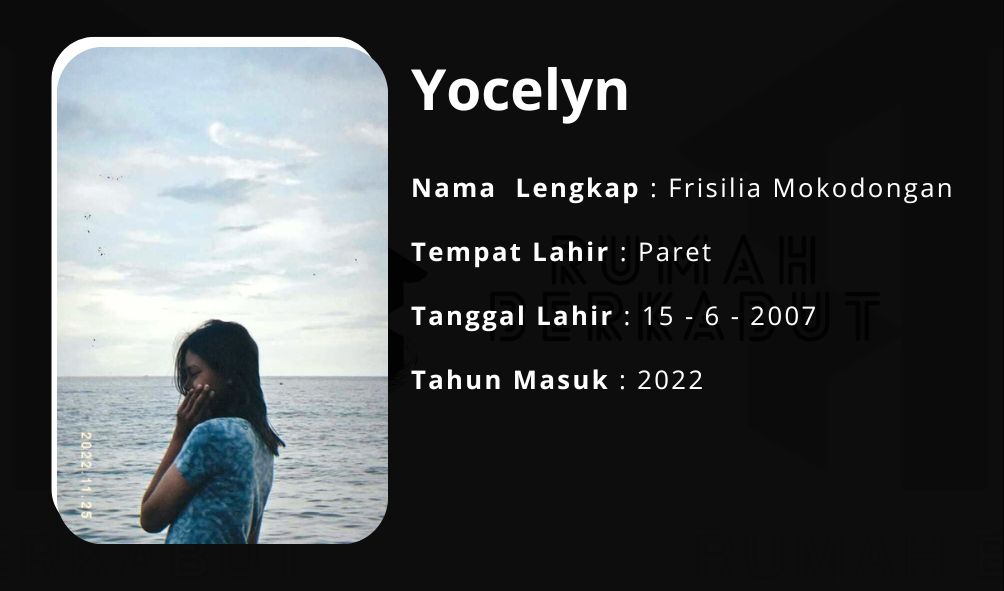 Yocelyn
Nama Lengkap : Frisilia Mokodongan
Tempat Lahir : Paret
Tanggal Lahir : 15 - 6 - 2007
Tahun Masuk : 2022
RUMAH
BERKABUT
2022 11 25
RUMAH